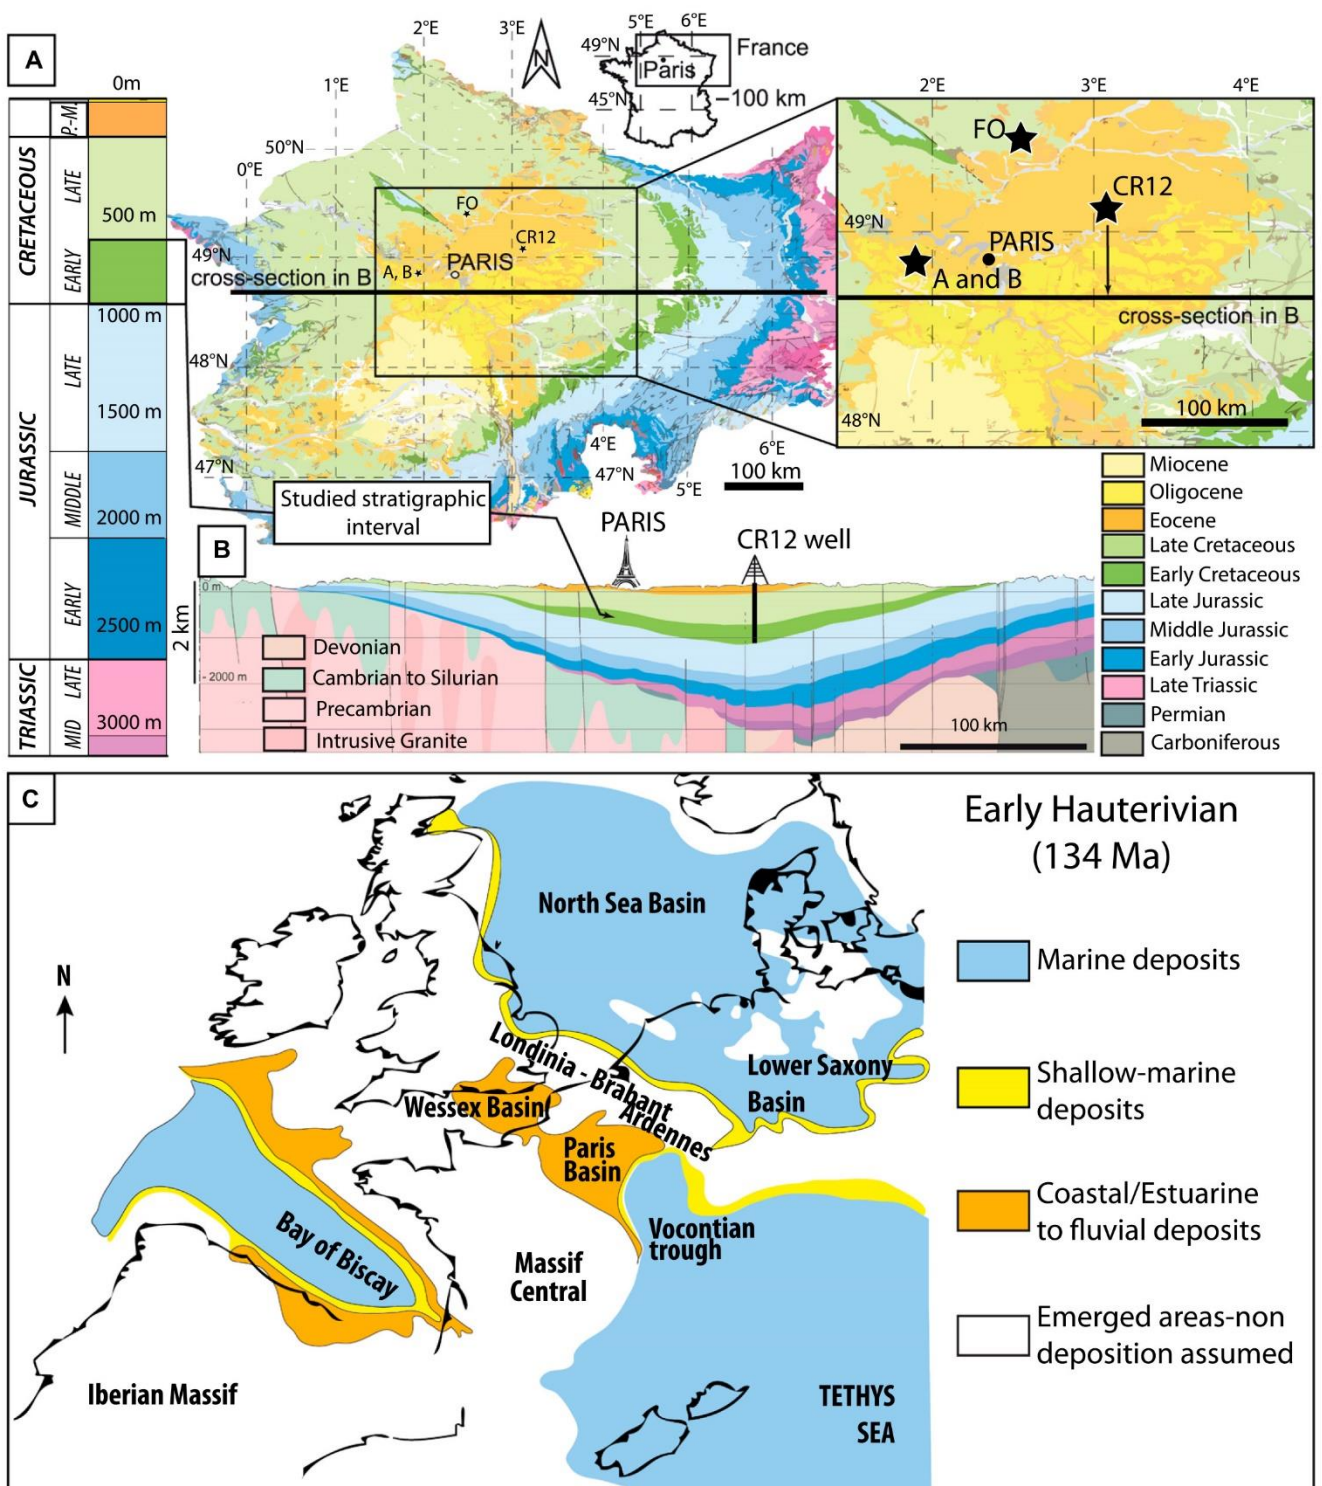 A
0m
P.-M.
CRETACEOUS
LATE
EARLY
JURASSIC
LATE
MIDDLE
EARLY
TRIASSIC
LATE
MID
500 m
1000 m
1500 m
2000 m
2500 m
3000 m
2°E
3°E
1°E
0°E
50°N
49°N
48°N
47°N
4°E
47°N
5°E
6°E
N
5°E
6°E
49°N
45°N
Paris
France
100 km
FO
CR12
PARIS
A, B
cross-section in B
100 km
2°E
3°E
4°E
FO
CR12
49°N
PARIS
A and B
cross-section in B
48°N
100 km
Studied stratigraphic
interval
Miocene
Oligocene
Eocene
Late Cretaceous
Early Cretaceous
Late Jurassic
Middle Jurassic
Early Jurassic
Late Triassic
Permian
Carboniferous
B
PARIS
CR12 well
0 m
2 km
- 2000 m
Devonian
Cambrian to Silurian
Precambrian
Intrusive Granite
100 km
C
Early Hauterivian
(134 Ma)
N
North Sea Basin
Londinia - Brabant
Ardennes
Lower Saxony
Basin
Wessex Basin
Paris
Basin
Vocontian
trough
Bay of Biscay
Massif
Central
Iberian Massif
TETHYS
SEA
Marine deposits
Shallow-marine
deposits
Coastal/Estuarine
to fluvial deposits
Emerged areas-non
deposition assumed